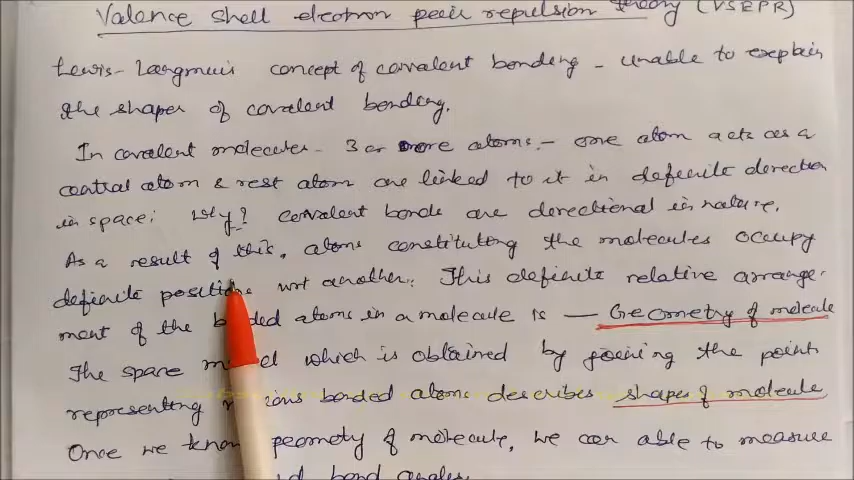 Valence shell electron pair repulsion theory (VSEPR)
Lewis-Langmuir concept of covalent bonding - unable to explain
the shapes of covalent bonding.
In covalent molecules - 3 or more atoms - one atom acts as a
central atom & rest atom are linked to it in definite direction
in space: Why? covalent bonds are directional in nature.
As a result of this, atoms constituting the molecules occupy
definite positions wrt another. This definite relative arrange-
ment of the bonded atoms in a molecule is — Geometry of molecule
The space which is obtained by joining the point
representing bonded atoms describes shapes of molecule
Once we know geometry of molecule, we can able to measure
bond angles.